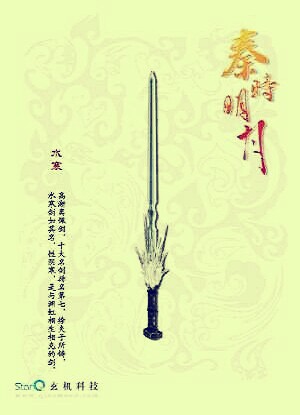 秦時明月
水寒
高渐离佩剑，十大名剑排名第七，徐夫子所铸，
水寒剑如其名，性阴寒，是与渊虹相生相克的剑。
StarQ 玄机科技